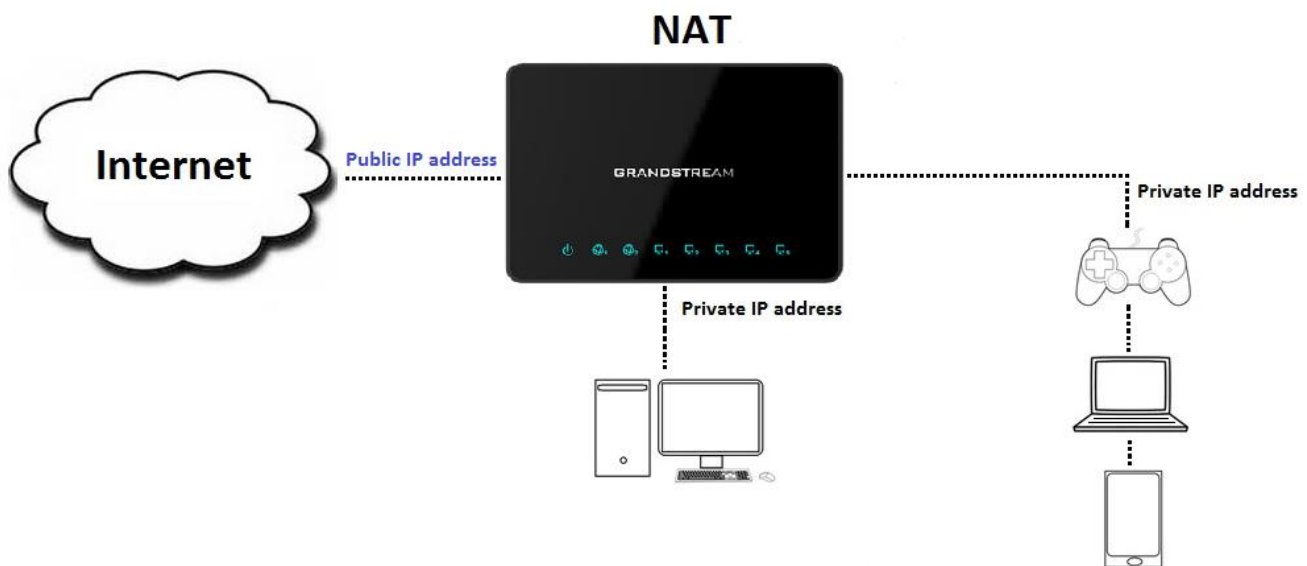 NAT
Internet
Public IP address
GRANDSTREAM
Private IP address
Private IP address